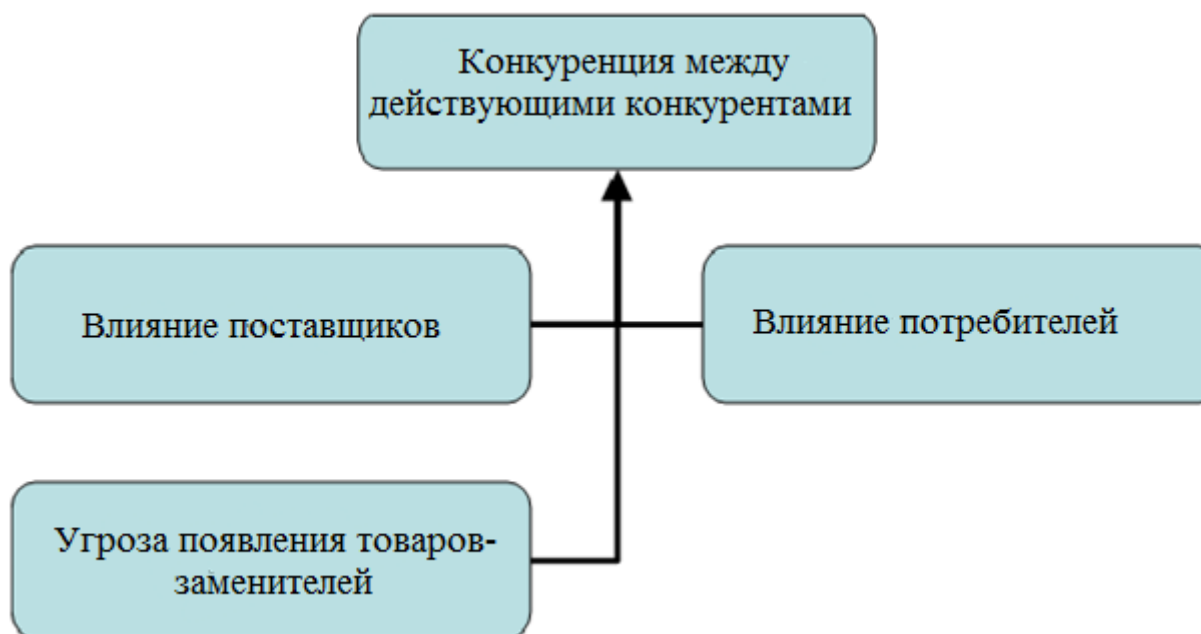 Конкуренция между
действующими конкурентами
Влияние поставщиков
Влияние потребителей
Угроза появления товаров-
заменителей